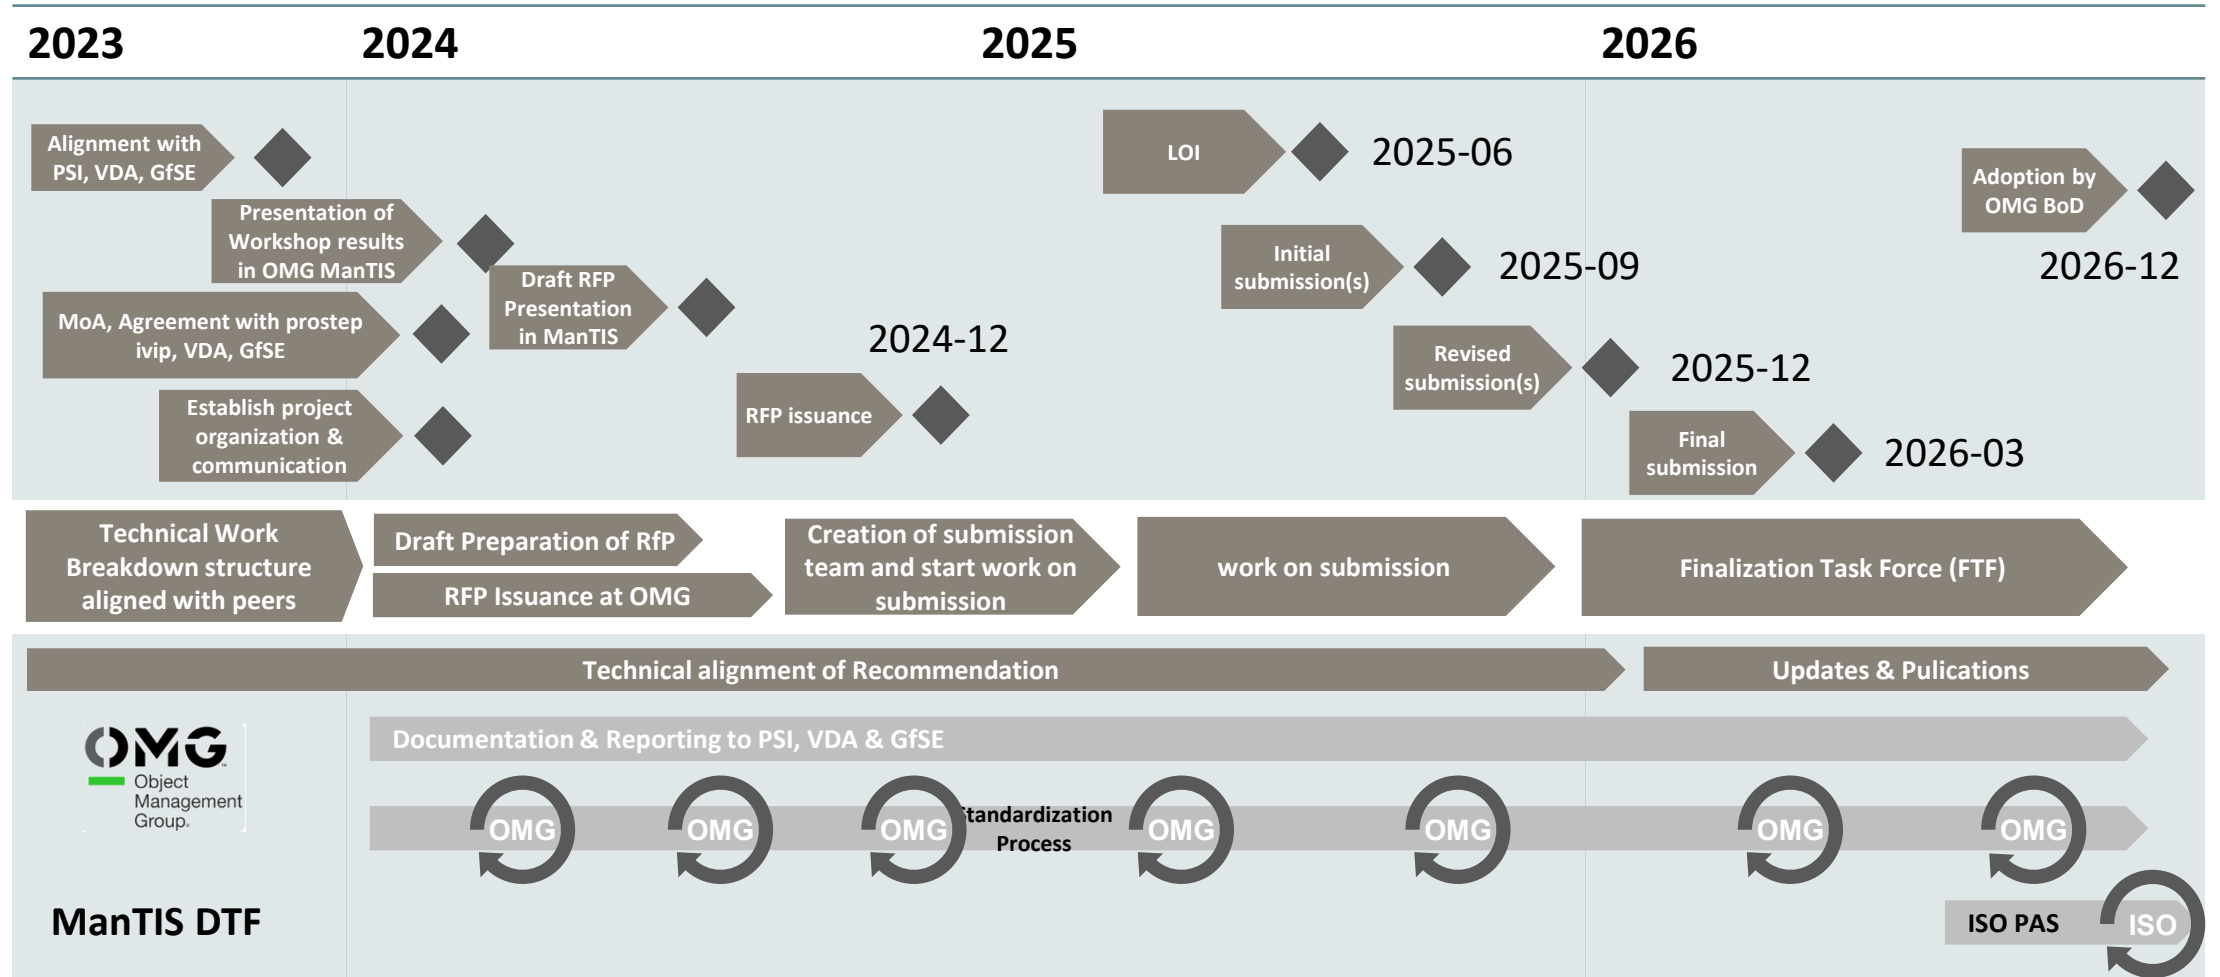 2023
2024
2025
2026
Alignment with
PSI, VDA, GfSE
Presentation of
Workshop results
in OMG ManTIS
MoA, Agreement with prostep
ivip, VDA, GfSE
Establish project
organization &
communication
Draft RFP
Presentation
in ManTIS
2024-12
RFP issuance
LOI
2025-06
Initial
submission(s)
2025-09
Revised
submission(s)
2025-12
Final
submission
2026-03
Adoption by
OMG BoD
2026-12
Technical Work
Breakdown structure
aligned with peers
Draft Preparation of RfP
RFP Issuance at OMG
Creation of submission
team and start work on
submission
work on submission
Finalization Task Force (FTF)
Technical alignment of Recommendation
Updates & Pulications
OMG
Object
Management
Group.
Documentation & Reporting to PSI, VDA & GfSE
OMG
OMG
OMG
Standardization
Process
OMG
OMG
OMG
OMG
ManTIS DTF
ISO PAS
ISO